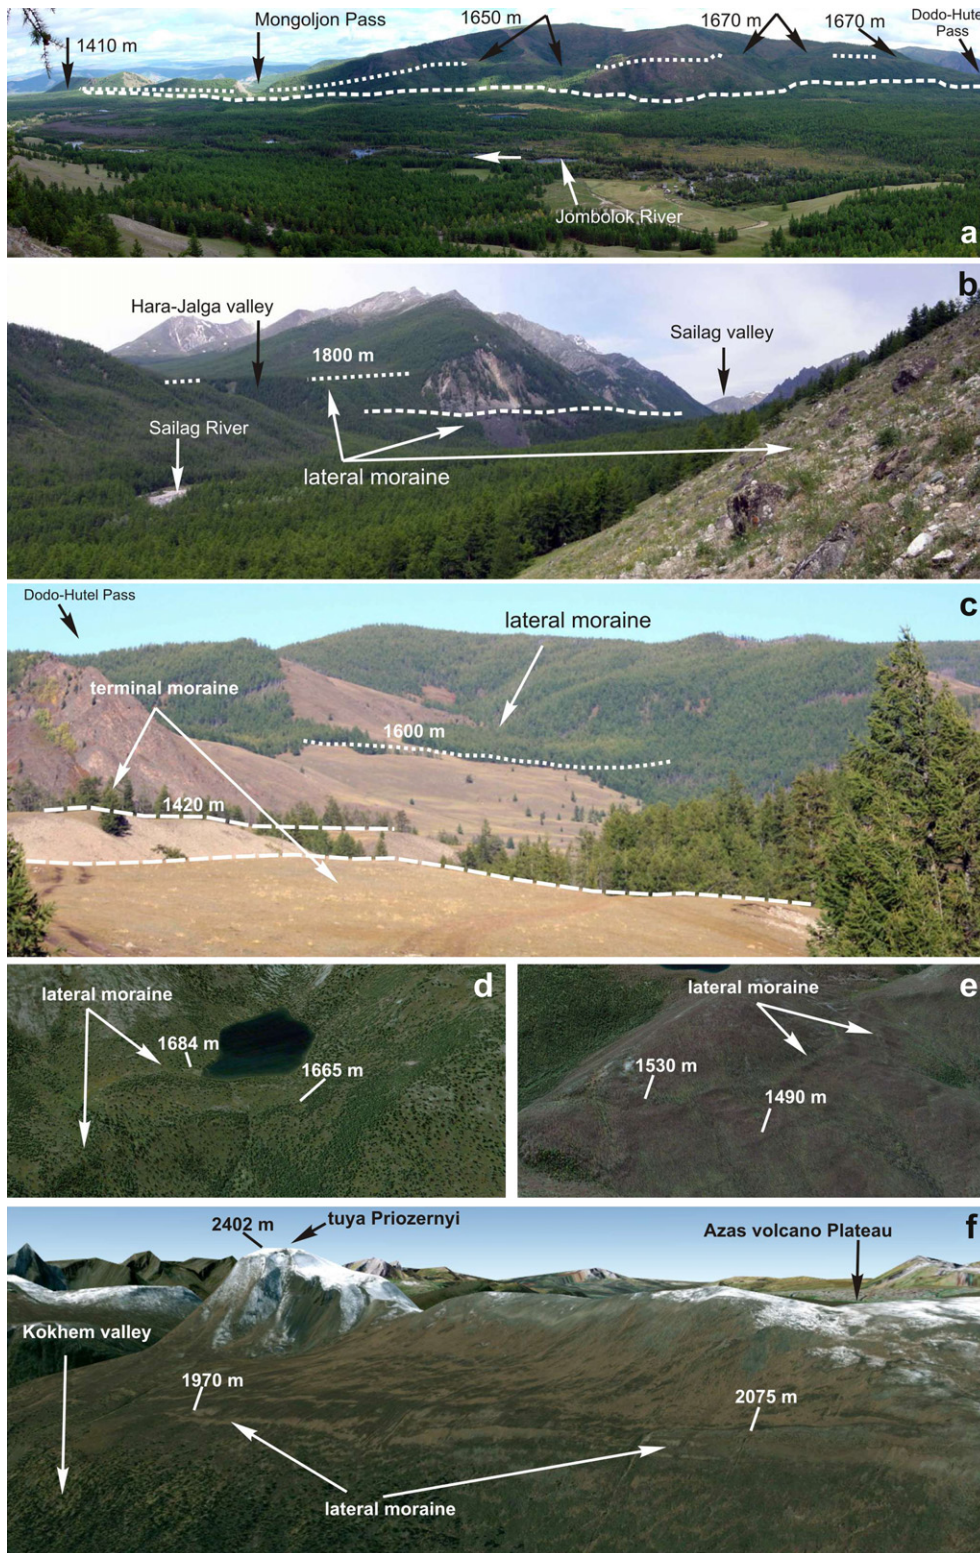 1410 m
Mongoljon Pass
1650 m
1670 m
1670 m
Dodo-Hutel
Pass
Jombolok River
a
b
Hara-Jalga valley
Sailag valley
1800 m
Sailag River
lateral moraine
Dodo-Hutel Pass
c
lateral moraine
terminal moraine
1600 m
1420 m
lateral moraine
d
1684 m
1665 m
lateral moraine
e
1530 m
1490 m
2402 m
tuya Priozernyi
Azas volcano Plateau
f
Kokhem valley
1970 m
2075 m
lateral moraine